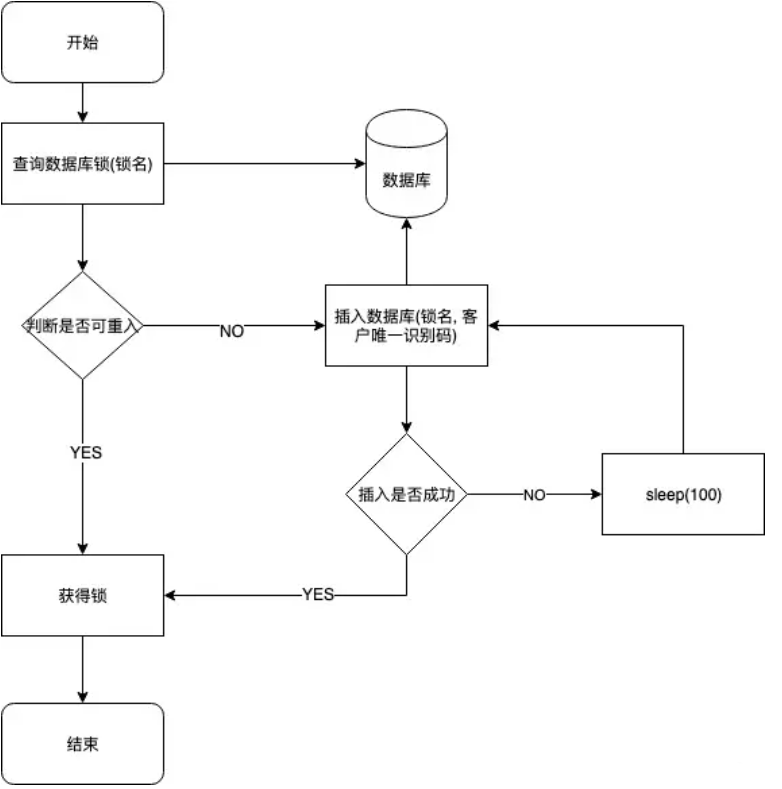 开始
查询数据库锁(锁名)
数据库
判断是否可重入
NO
插入数据库(锁名, 客
户唯一识别码)
YES
插入是否成功
NO
sleep(100)
获得锁
YES
结束